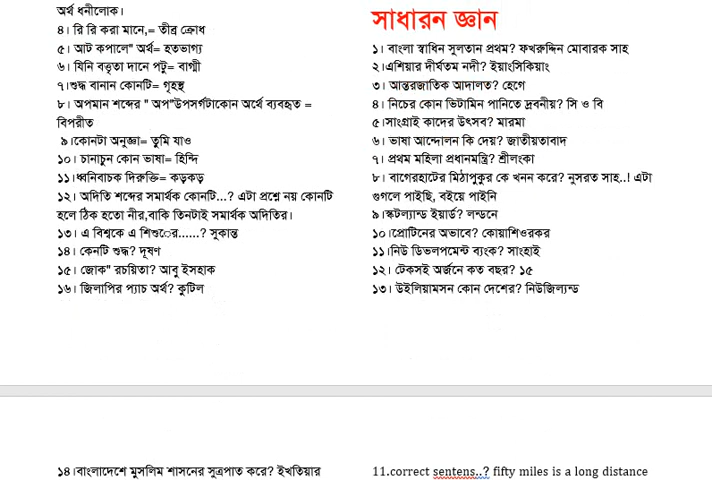 অর্থ ধনীলোক।
৪। রি রি করা মানে,= তীব্র ক্রোধ
৫। আট কপালে" অর্থ= হতভাগ্য
৬। যিনি বত্তৃতা দানে পটু= বাগ্মী
৭।শুদ্ধ বানান কোনটি= গৃহস্থ
৮। অপমান শব্দের " অপ"উপসর্গটাকোন অর্থে ব্যবহৃত =
বিপরীত
৯।কোনটা অনুজ্ঞা= তুমি যাও
১০। চানাচুন কোন ভাষা= হিন্দি
১১।ধ্বনিবাচক দিরুক্তি= কড়কড়
১২। অদিতি শব্দের সমার্থক কোনটি...? এটা প্রশ্নে নয় কোনটি
হলে ঠিক হতো নীর,বাকি তিনটাই সমার্থক অদিতির।
১৩। এ বিশ্বকে এ শিশুের......? সুকান্ত
১৪। কেনটি শুদ্ধ? দূষণ
১৫। জোক" রচয়িতা? আবু ইসহাক
১৬। জিলাপির প্যাচ অর্থ? কুটিল
সাধারন জ্ঞান
১। বাংলা স্বাধিন সুলতান প্রথম? ফখরুদ্দিন মোবারক সাহ
২।এশিয়ার দীর্ঘতম নদী? ইয়াংসিকিয়াং
৩। আন্তরজাতিক আদালত? হেগে
৪। নিচের কোন ভিটামিন পানিতে দ্রবনীয়? সি ও বি
৫।সাংগ্রাই কাদের উৎসব? মারমা
৬। ভাষা আন্দোলন কি দেয়? জাতীয়তাবাদ
৭। প্রথম মহিলা প্রধানমন্ত্রি? শ্রীলংকা
৮। বাগেরহাটের মিঠাপুকুর কে খনন করে? নুসরত সাহ..! এটা
গুগলে পাইছি, বইয়ে পাইনি
৯।স্কটল্যান্ড ইয়ার্ড? লন্ডনে
১০।প্রোটিনের অভাবে? কোয়াশিওরকর
১১।নিউ ডিভলপমেন্ট ব্যংক? সাংহাই
১২। টেকসই অর্জনে কত বছর? ১৫
১৩। উইলিয়ামসন কোন দেশের? নিউজিল্যন্ড
১৪।বাংলাদেশে মুসলিম শাসনের সুত্রপাত করে? ইখতিয়ার
11.correct sentens..? fifty miles is a long distance